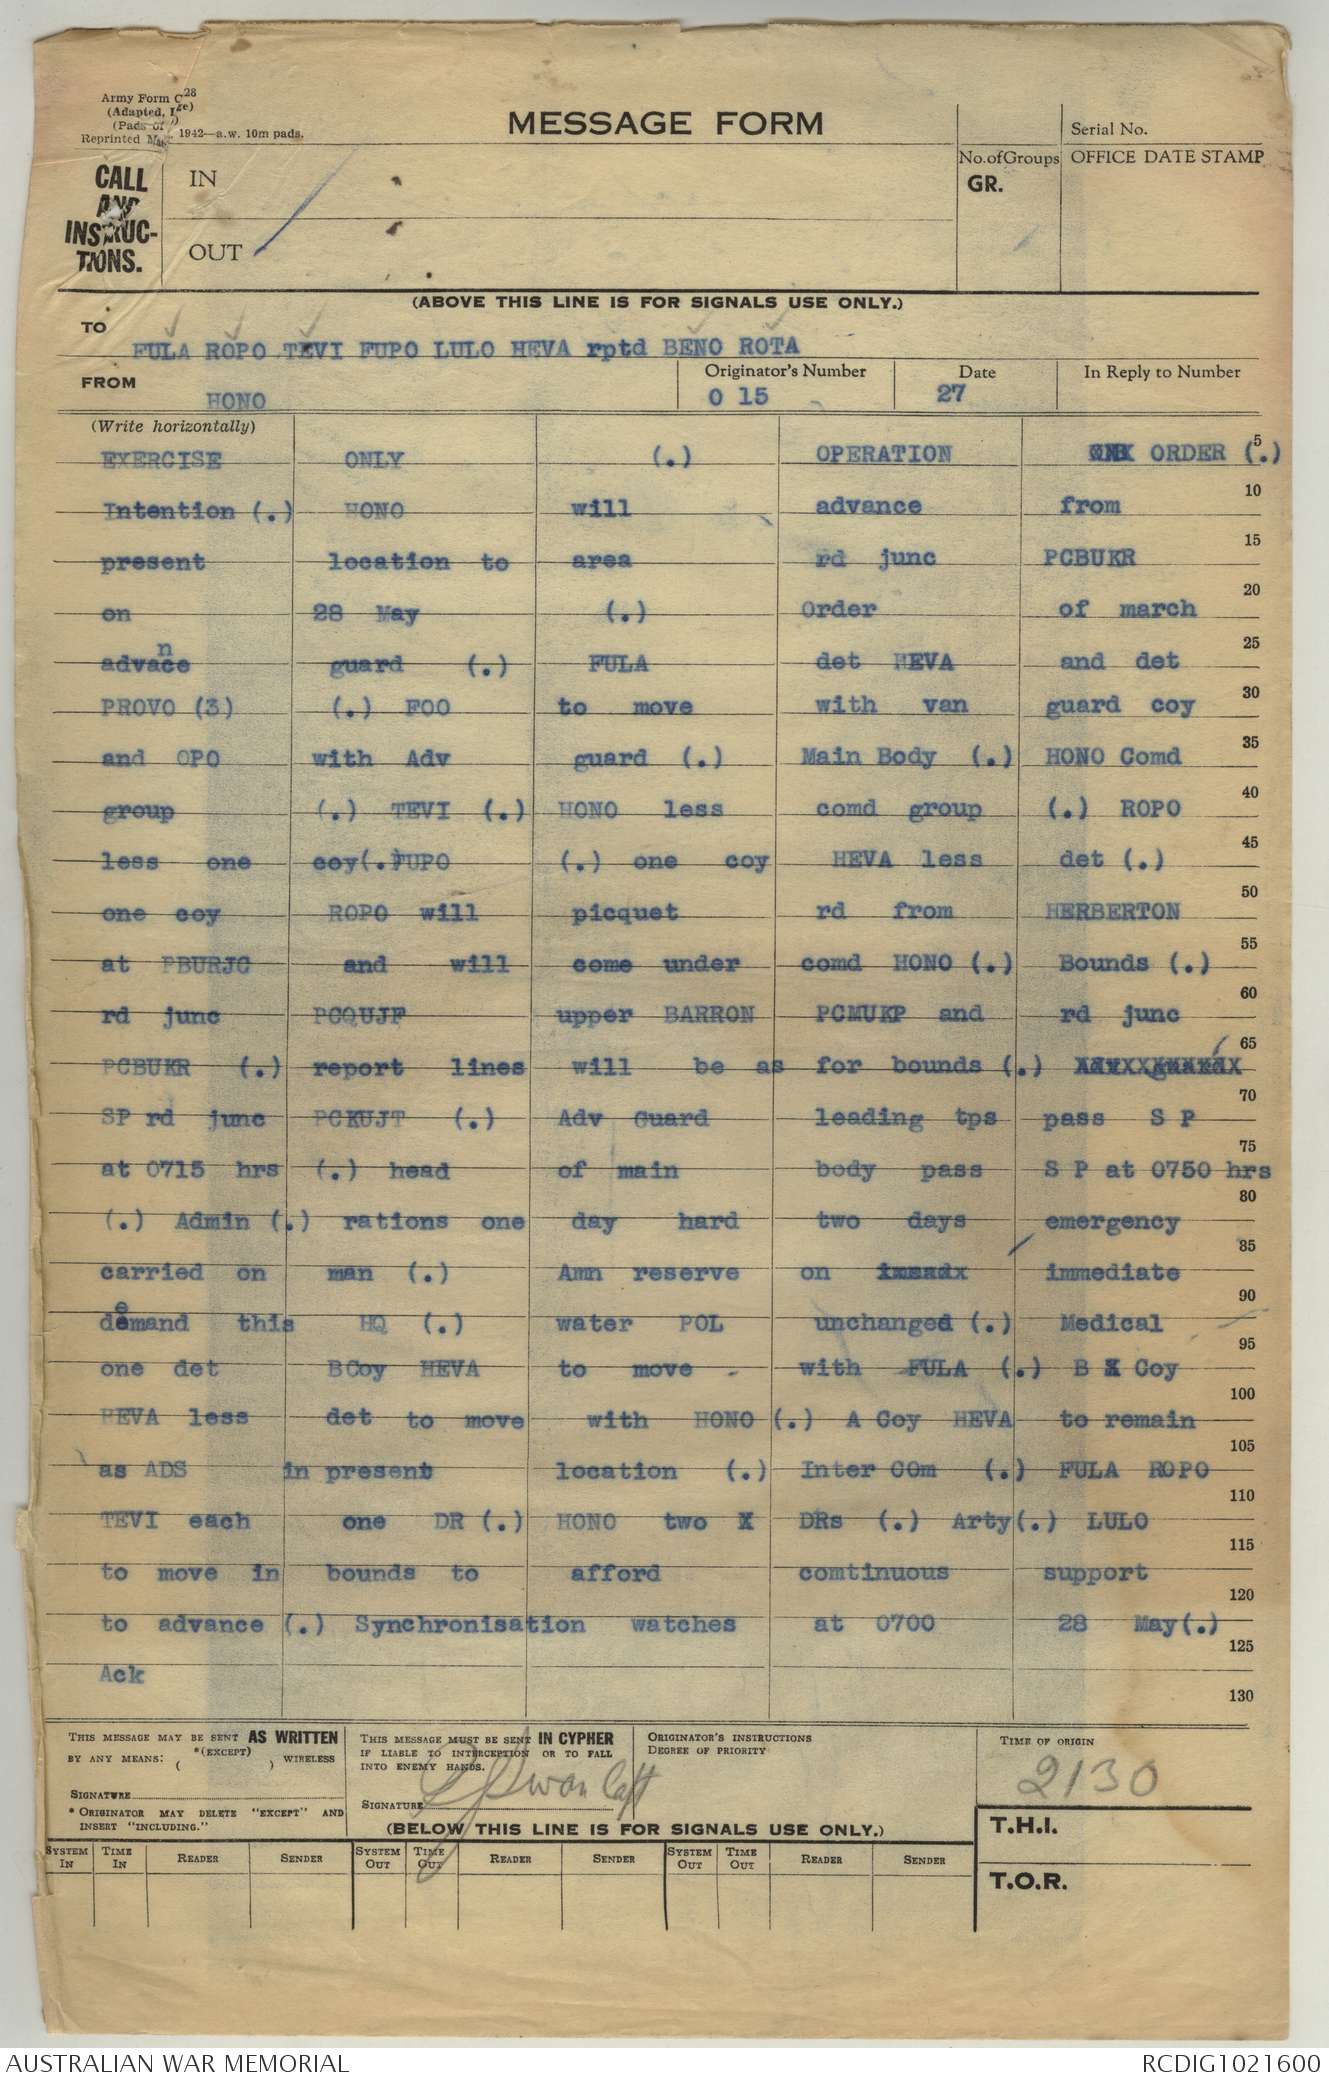 Army Form C 28
(Adapted,
(Pads of
Reprinted 1942—a.w. 10m pads.
MESSAGE FORM
Serial No.
No. of Groups
GR.
OFFICE DATE STAMP
CALL
AND
INSTRUC-
TIONS.
IN
OUT
(ABOVE THIS LINE IS FOR SIGNALS USE ONLY.)
TO
FULA ROPO TEVI FUPO LULO HEVA rptd BENO ROTA
FROM
HONO
Originator's Number
O 15
Date
27
In Reply to Number
(Write horizontally)
EXERCISE ONLY (.) OPERATION ORDER (.) 5
Intention (.) HONO will advance from 10
present location to area rd junc PCBUKR 15
on 28 May (.) Order of march 20
advance guard (.) FULA det HEVA and det 25
PROVO (3) (.) FOO to move with van guard coy 30
and OPO with Adv guard (.) Main Body (.) HONO Comd 35
group (.) TEVI (.) HONO less comd group (.) ROPO 40
less one coy(.)FUPO (.) one coy HEVA less det (.) 45
one coy ROPO will picquet rd from HERBERTON 50
at PBURJC and will come under comd HONO (.) Bounds (.) 55
rd junc PCQUJF upper BARRON PCMUKP and rd junc 60
PCBUKR (.) report lines will be as for bounds (.) AdvXXguardX 65
SP rd junc PCKUJT (.) Adv Guard leading tps pass S P 70
at 0715 hrs (.) head of main body pass S P at 0750 hrs 75
(.) Admin (.) rations one day hard two days emergency 80
carried on man (.) Amn reserve on immediate 85
demand this HQ (.) water POL unchanged (.) Medical 90
one det BCoy HEVA to move with FULA (.) B X Coy 95
HEVA less det to move with HONO (.) A Coy HEVA to remain 100
as ADS in present location (.) Inter COm (.) FULA ROPO 105
TEVI each one DR (.) HONO two X DRs (.) Arty(.) LULO 110
to move in bounds to afford comtinuous support 115
to advance (.) Synchronisation watches at 0700 28 May(.) 120
Ack 125
130
THIS MESSAGE MAY BE SENT AS WRITTEN
BY ANY MEANS: ( *(EXCEPT) ) WIRELESS
SIGNATURE
* ORIGINATOR MAY DELETE "EXCEPT" AND
INSERT "INCLUDING."
THIS MESSAGE MUST BE SENT IN CYPHER
IF LIABLE TO INTERCEPTION OR TO FALL
INTO ENEMY HANDS.
SIGNATURE Capt
ORIGINATOR'S INSTRUCTIONS
DEGREE OF PRIORITY
TIME OF ORIGIN
2130
(BELOW THIS LINE IS FOR SIGNALS USE ONLY.)
T.H.I.
T.O.R.
SYSTEM IN TIME IN READER SENDER SYSTEM OUT TIME OUT READER SENDER SYSTEM OUT TIME OUT READER SENDER
AUSTRALIAN WAR MEMORIAL RCDIG1021600